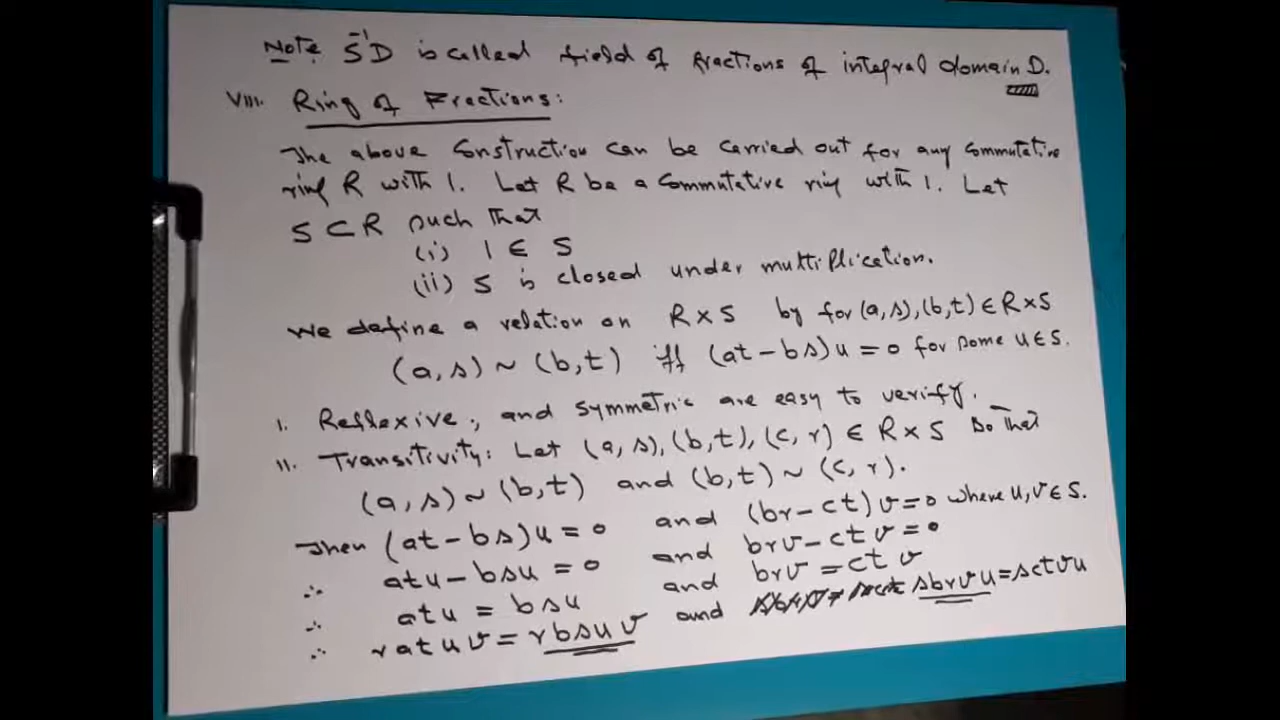 Note: S⁻¹D is called field of fractions of integral domain D.
VIII. Ring of Fractions:
The above construction can be carried out for any commutative
ring R with 1. Let R be a commutative ring with 1. Let
S ⊂ R such that
(i) 1 ∈ S
(ii) S is closed under multiplication.
We define a relation on R × S by for (a, s), (b, t) ∈ R × S
(a, s) ~ (b, t) iff (at - bs)u = 0 for some u ∈ S.
I. Reflexive, and symmetric are easy to verify.
II. Transitivity: Let (a, s), (b, t), (c, r) ∈ R × S so that
(a, s) ~ (b, t) and (b, t) ~ (c, r).
Then (at - bs)u = 0 and (br - ct)v = 0 where u, v ∈ S.
∴ atu - bsu = 0 and brv - ctv = 0
∴ atu = bsu and brv = ctv
∴ ratuv = rbsuv and sbrvu = sctvu